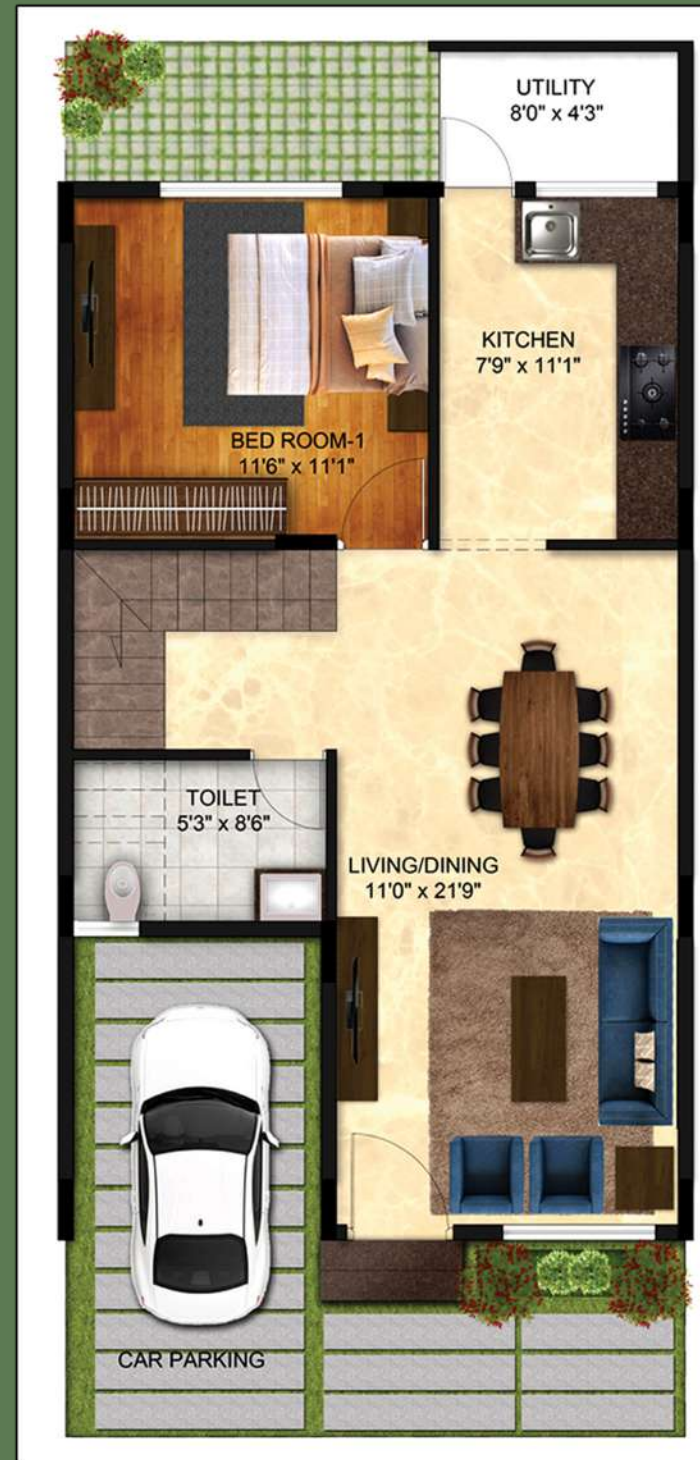 UTILITY
8'0" x 4'3"
KITCHEN
7'9" x 11'1"
BED ROOM-1
11'6" x 11'1"
TOILET
5'3" x 8'6"
LIVING/DINING
11'0" x 21'9"
CAR PARKING